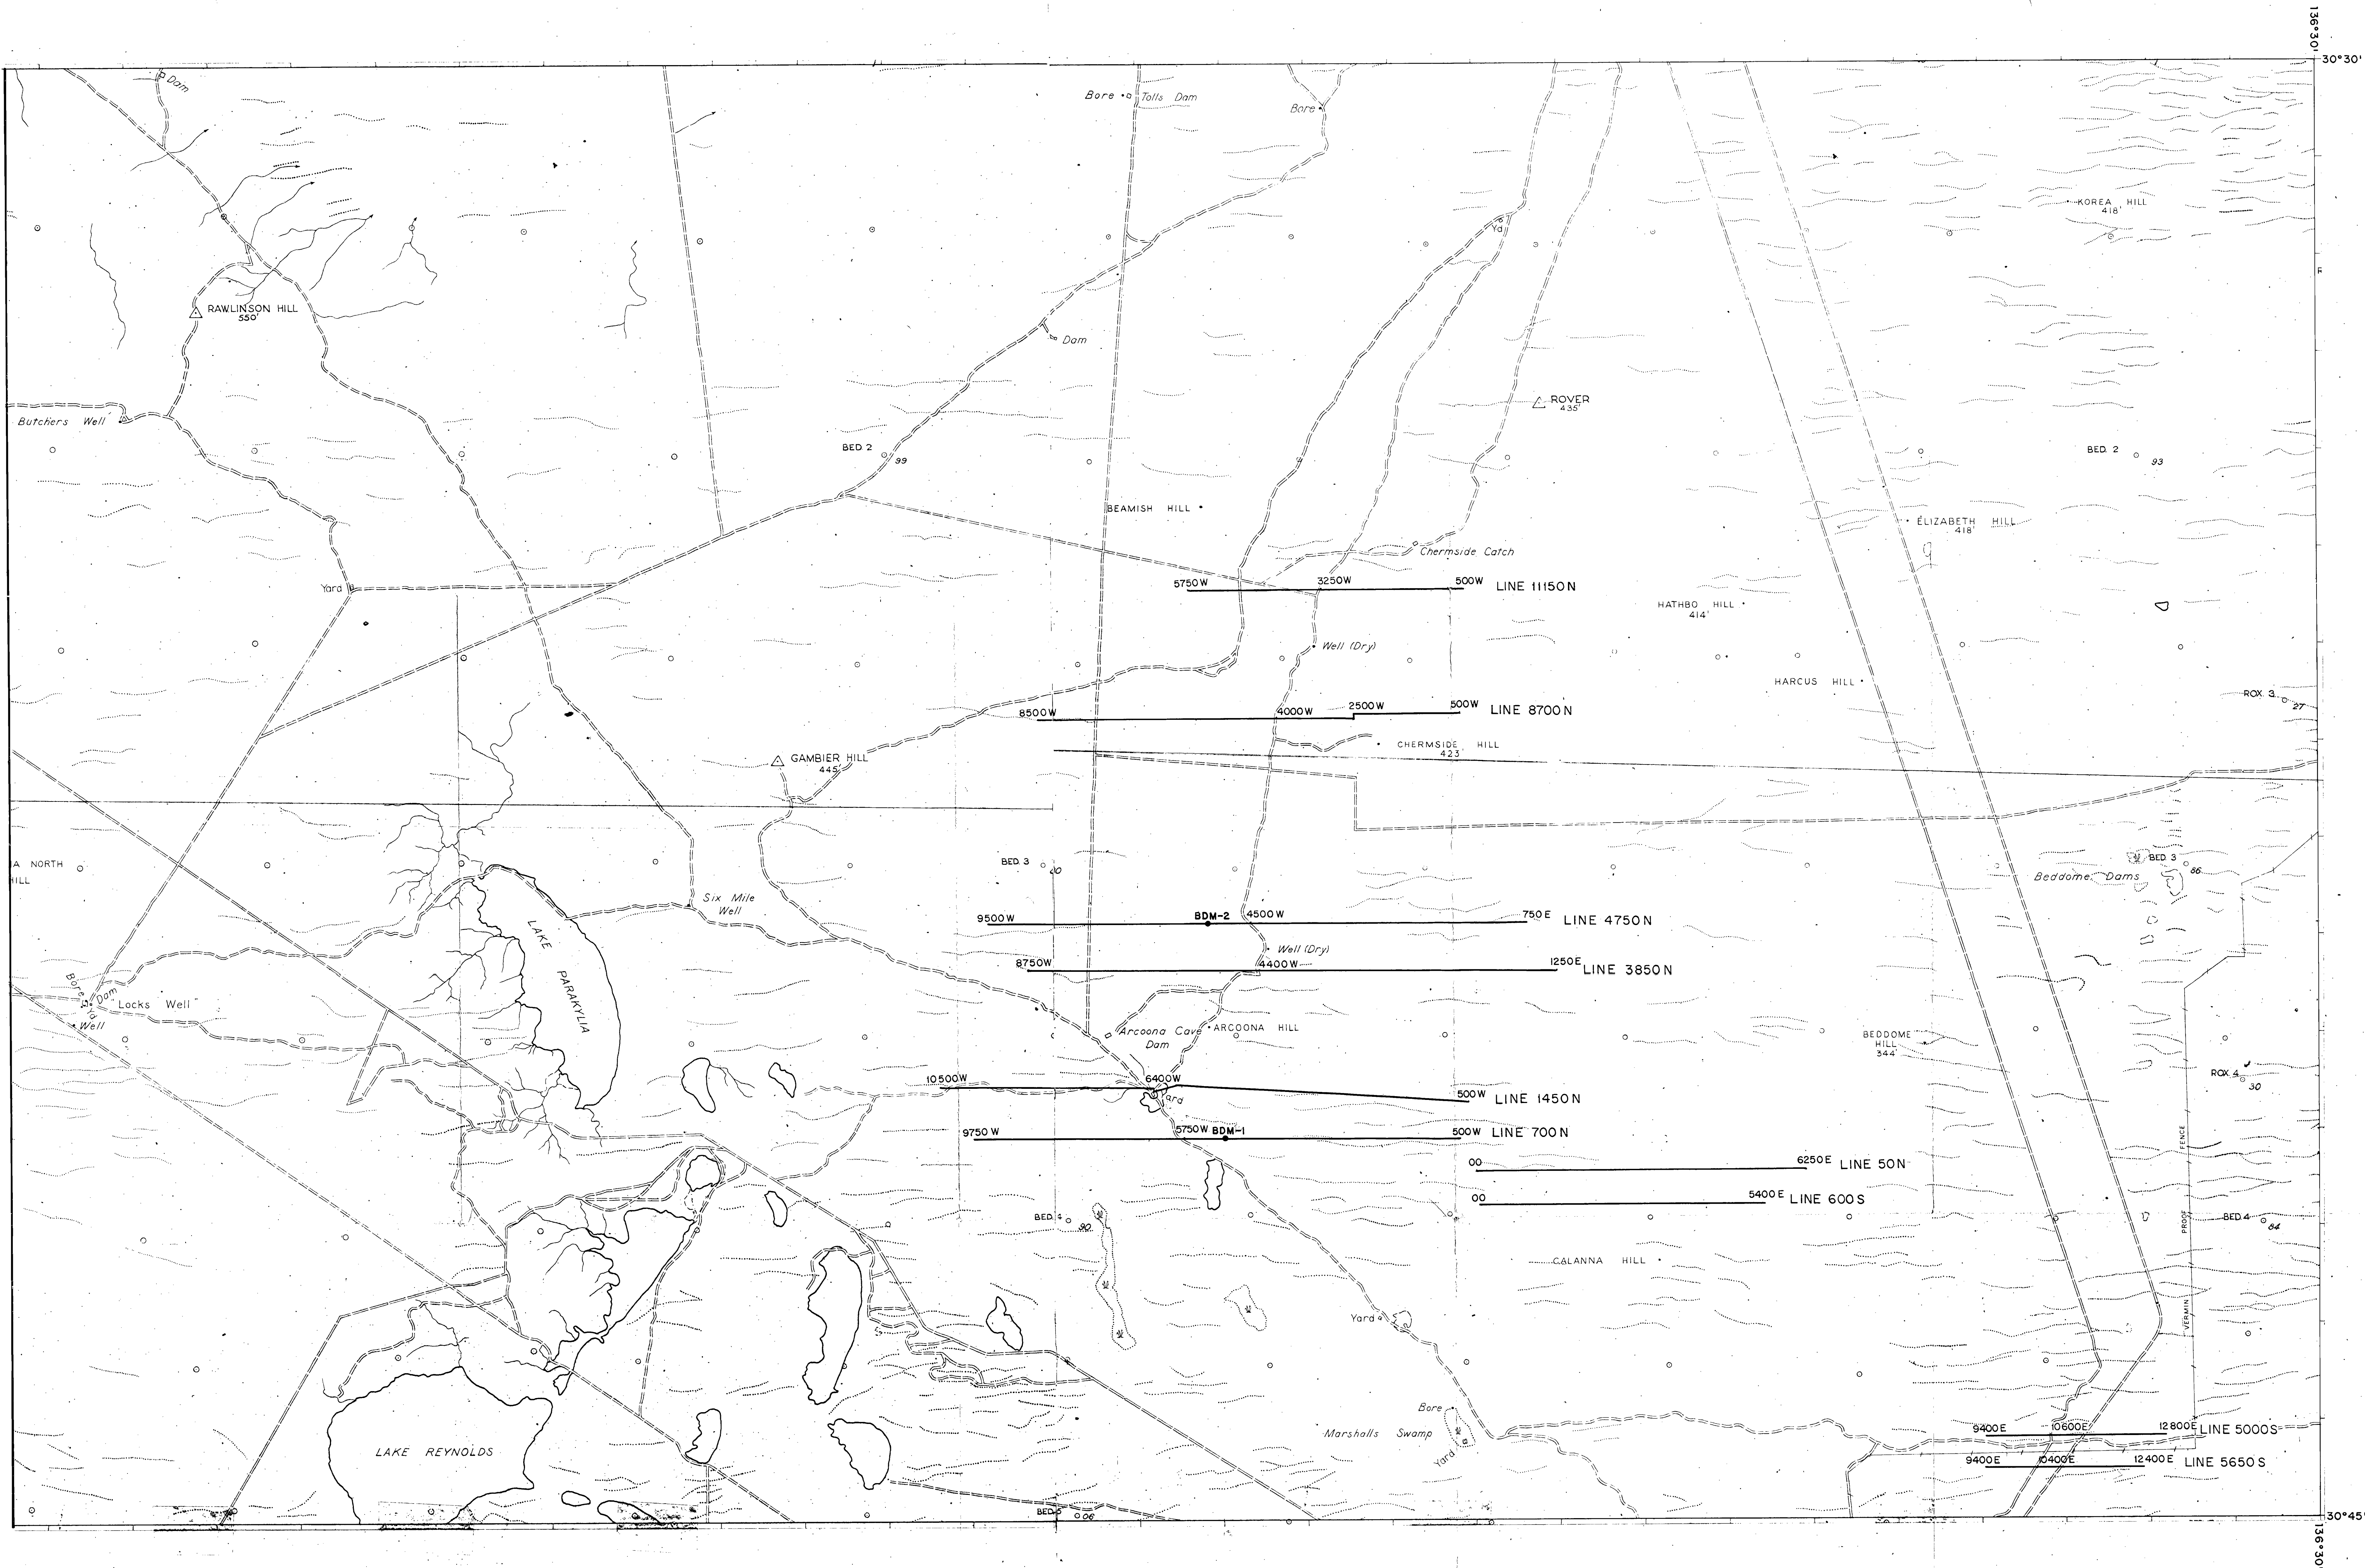 136°30'
30°30'
Dam
Bore
Tolls Dam
Bore
KOREA HILL
418'
Yd
RAWLINSON HILL
550'
Dam
ROVER
435'
Butchers Well
BED. 2
99
BED. 2
93
BEAMISH HILL
ELIZABETH HILL
418'
Chermside Catch
Yard
5750W
3250W
500W
LINE 11150N
HATHBO HILL
414'
Well (Dry)
HARCUS HILL
ROX. 3
27
8500W
4000W
2500W
500W
LINE 8700N
CHERMSIDE HILL
423
GAMBIER HILL
445'
A NORTH
HILL
BED. 3
BED 3
86
Beddome Dams
Six Mile
Well
LAKE PARAKYLIA
9500W
BDM-2
4500W
750E
LINE 4750N
Well (Dry)
8750W
4400W
1250E
LINE 3850N
Bore
Dam
Yd
"Locks Well"
Well
Arcoona Cave
Dam
ARCOONA HILL
BEDDOME
HILL
344'
ROX. 4
30
10500W
6400W
Yard
500W
LINE 1450N
9750W
5750W
BDM-1
500W
LINE 700N
00
6250E
LINE 50N
00
5400E
LINE 600S
VERMIN PROOF FENCE
BED. 4
90
BED. 4
84
CALANNA HILL
Yard
Bore
Marshalls Swamp
Yard
LAKE REYNOLDS
9400E
10600E
12800E
LINE 5000S
9400E
10400E
12400E
LINE 5650S
BED. 5
06
30°45'
136°30'